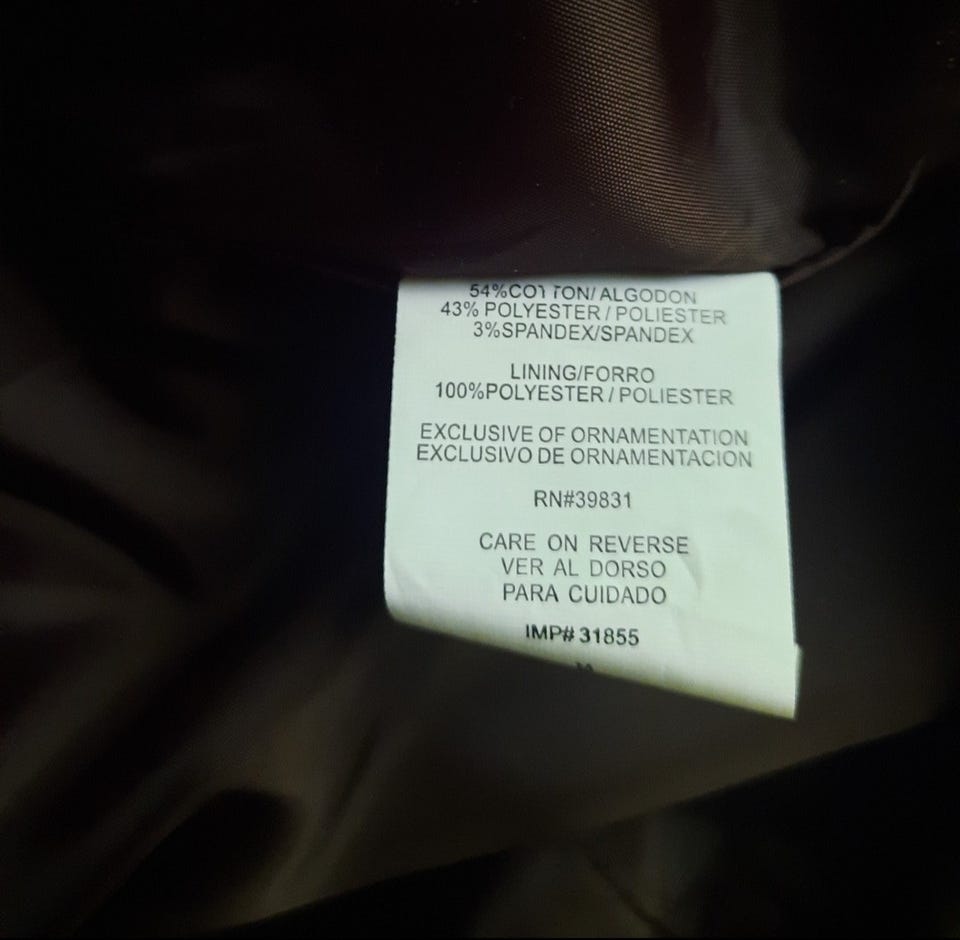 54%COTTON/ ALGODON
43% POLYESTER / POLIESTER
3%SPANDEX/SPANDEX
LINING/FORRO
100%POLYESTER / POLIESTER
EXCLUSIVE OF ORNAMENTATION
EXCLUSIVO DE ORNAMENTACION
RN#39831
CARE ON REVERSE
VER AL DORSO
PARA CUIDADO
IMP# 31855